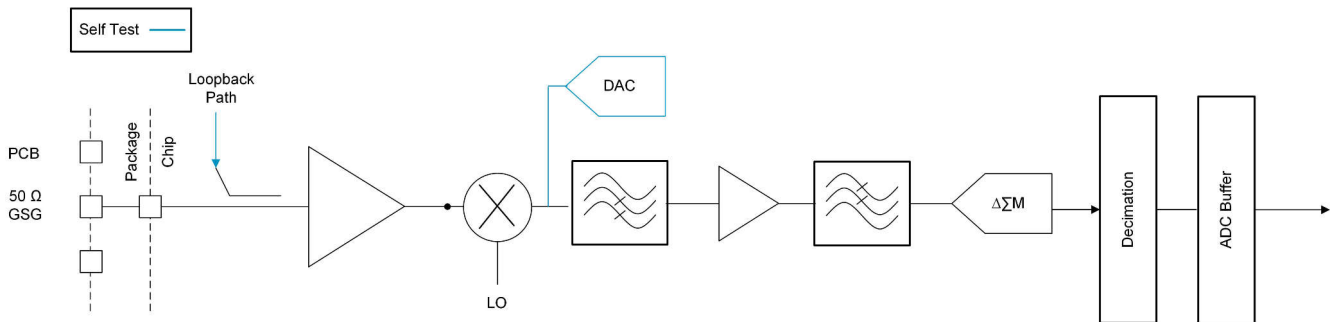 Self Test
Loopback
Path
DAC
PCB
50 Ω
GSG
Package
Chip
LO
ΔΣM
Decimation
ADC Buffer